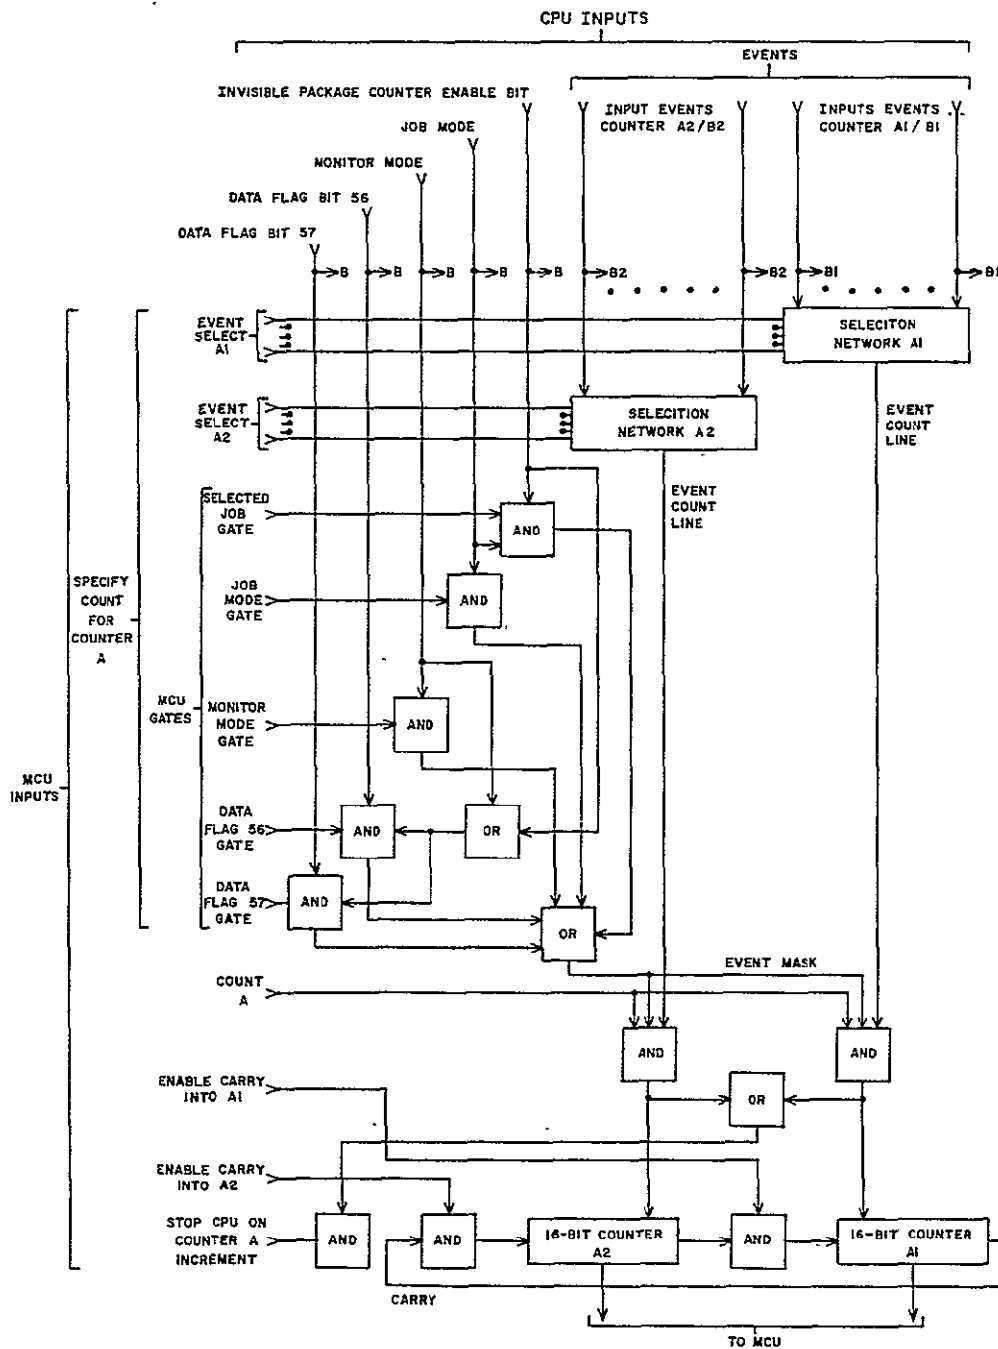 CPU INPUTS
EVENTS
INVISIBLE PACKAGE COUNTER ENABLE BIT
INPUT EVENTS
COUNTER A2/B2
INPUTS EVENTS
COUNTER A1/B1
JOB MODE
MONITOR MODE
DATA FLAG BIT 56
DATA FLAG BIT 57
B
B
B
B
B
B2
B2
B1
B1
EVENT
SELECT
A1
SELECITON
NETWORK A1
EVENT
SELECT
A2
SELECITION
NETWORK A2
EVENT
COUNT
LINE
EVENT
COUNT
LINE
SELECTED
JOB
GATE
AND
JOB
MODE
GATE
AND
SPECIFY
COUNT
FOR
COUNTER
A
MCU
GATES
MONITOR
MODE
GATE
AND
MCU
INPUTS
DATA
FLAG 56
GATE
AND
OR
DATA
FLAG 57
GATE
AND
OR
EVENT MASK
COUNT
A
AND
AND
ENABLE CARRY
INTO A1
OR
ENABLE CARRY
INTO A2
STOP CPU ON
COUNTER A
INCREMENT
AND
AND
16-BIT COUNTER
A2
AND
16-BIT COUNTER
A1
CARRY
TO MCU